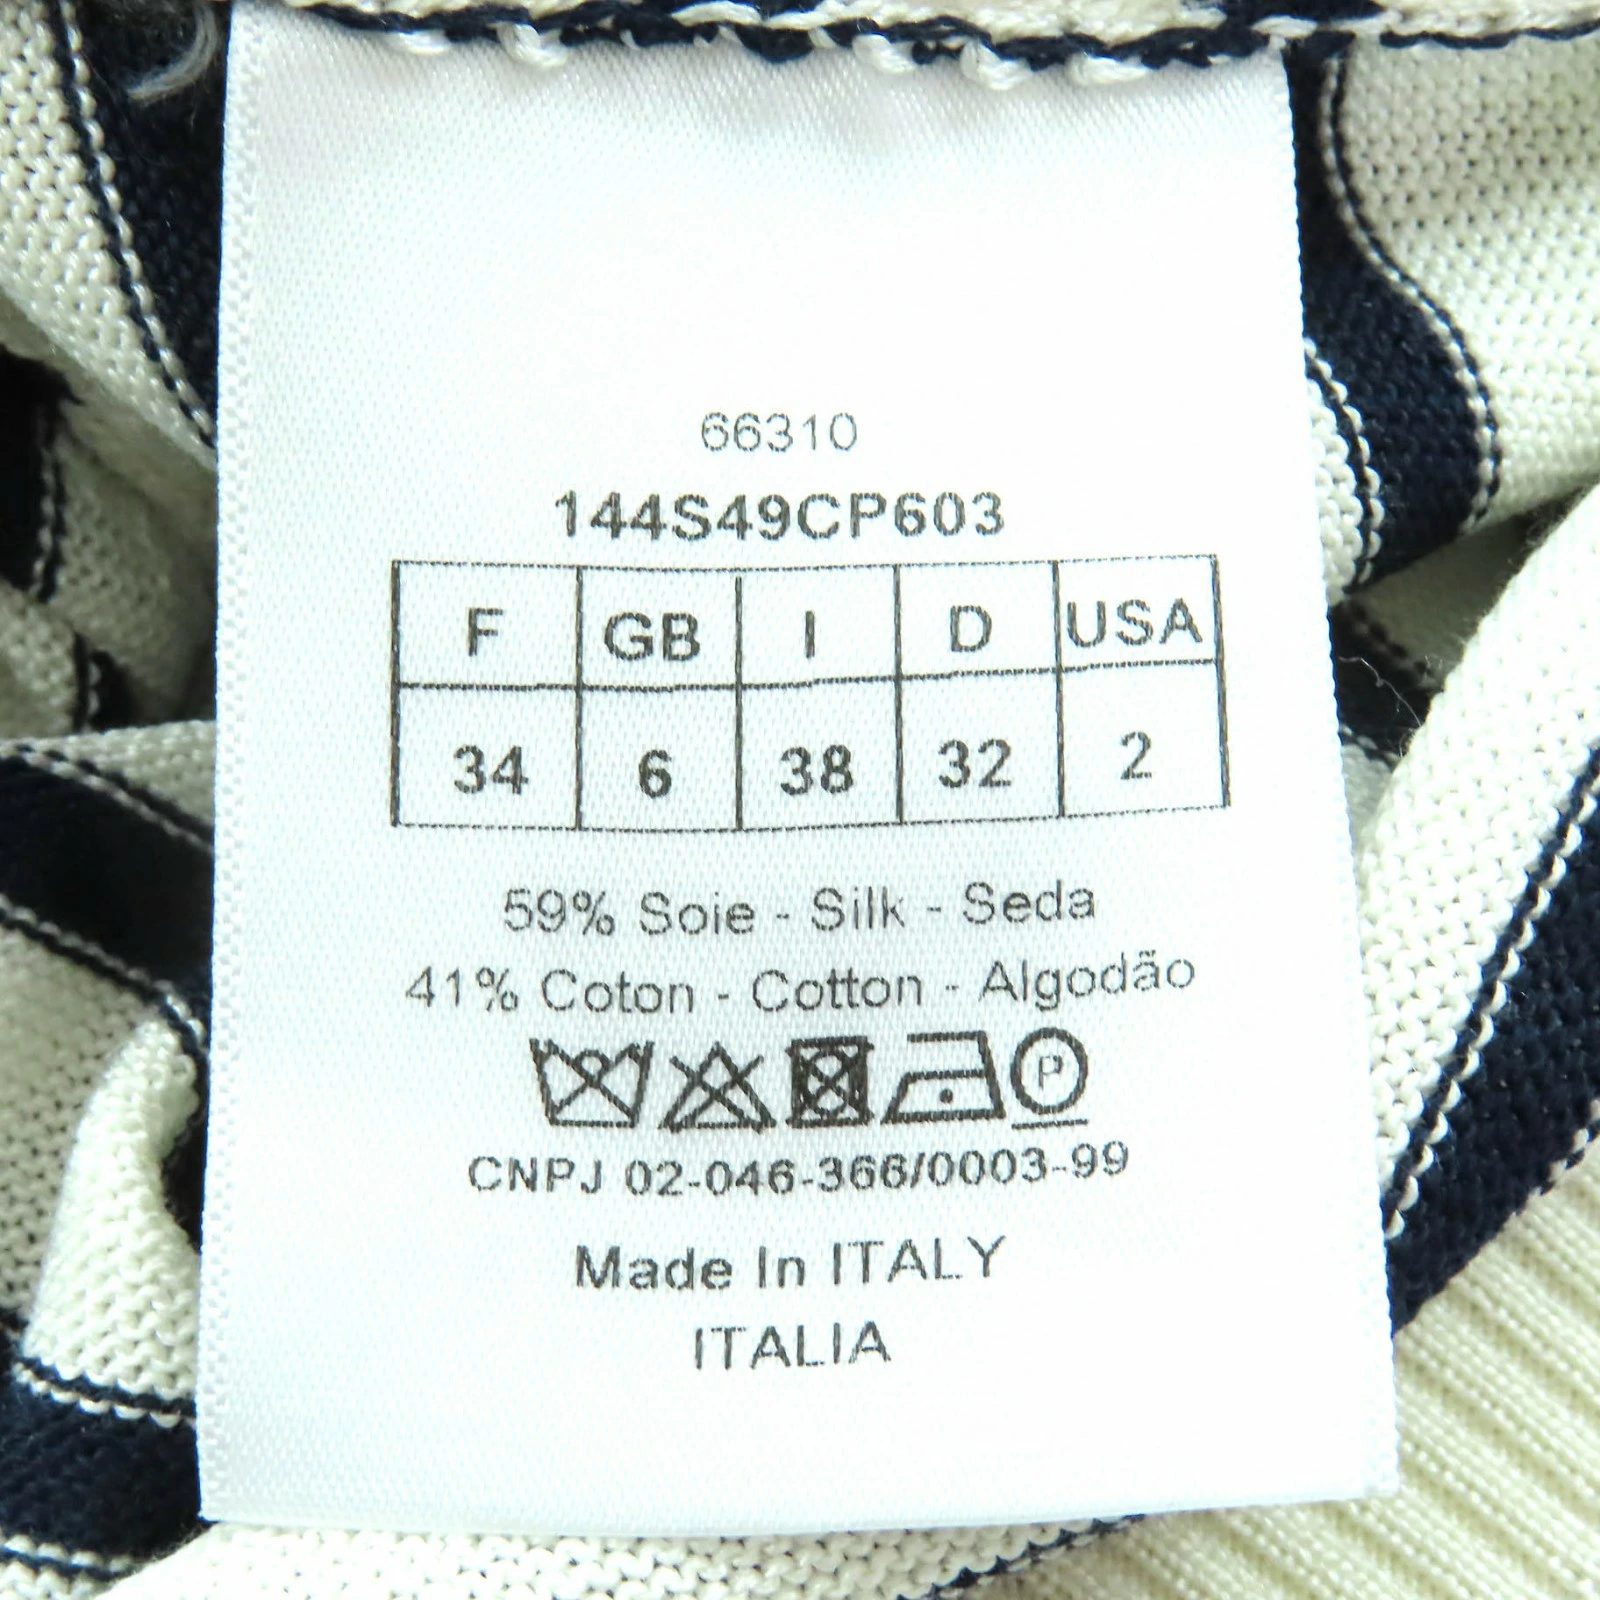 66310
144S49CP603
F GB I D USA
34 6 38 32 2
59% Soie - Silk - Seda
41% Coton - Cotton - Algodão
P
CNPJ 02-046-366/0003-99
Made In ITALY
ITALIA